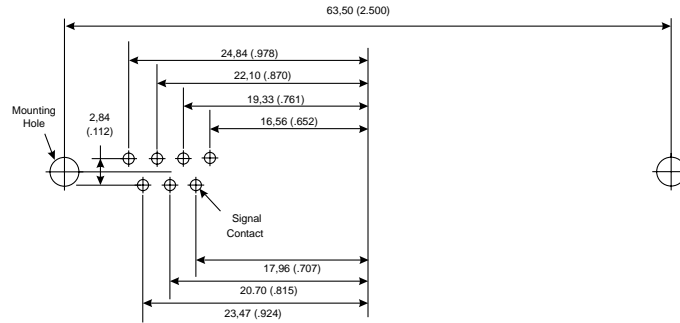 63,50 (2.500)
24,84 (.978)
22,10 (.870)
19,33 (.761)
16,56 (.652)
Mounting
Hole
2,84
(.112)
Signal
Contact
17,96 (.707)
20.70 (.815)
23,47 (.924)